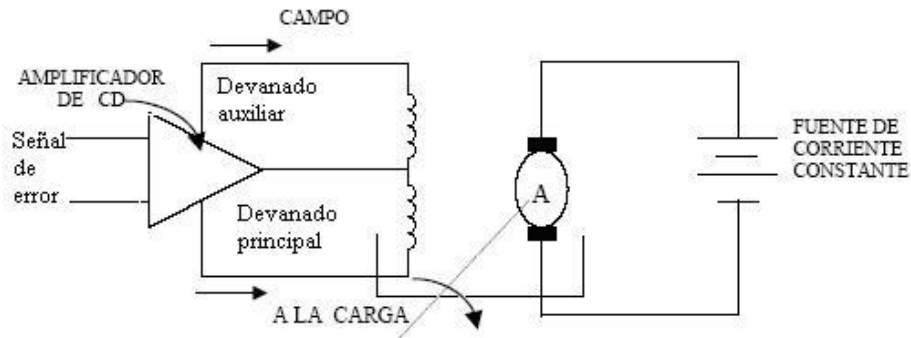 CAMPO
AMPLIFICADOR
DE CD
Devanado
auxiliar
Señal
de
error
Devanado
principal
A
FUENTE DE
CORRIENTE
CONSTANTE
A LA CARGA